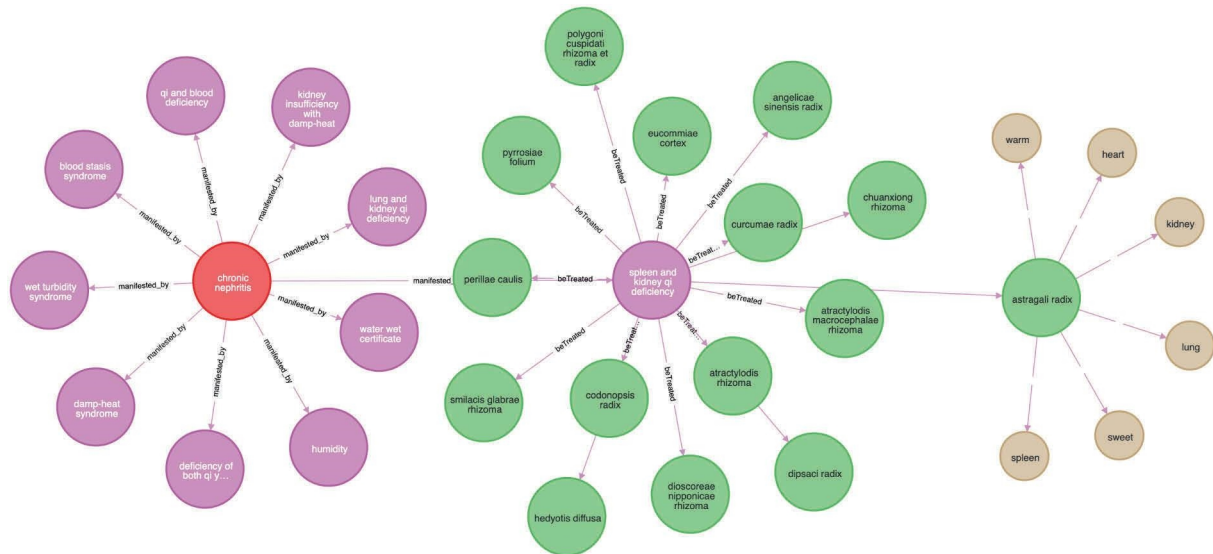 polygoni
cuspidati
rhizoma et
radix
qi and blood
deficiency
kidney
insufficiency
with
damp-heat
angelicae
sinensis radix
eucommiae
cortex
warm
heart
pyrrosiae
folium
blood stasis
syndrome
lung and
kidney qi
deficiency
chuanxiong
rhizoma
curcumae radix
kidney
manifested_by
manifested_by
manifested_by
manifested_by
beTreated
beTreated
beTreated
beTreated
beTreat...
chronic
nephritis
manifested_
perillae caulis
beTreated
spleen and
kidney qi
deficiency
astragali radix
wet turbidity
syndrome
manifested_by
manifested_by
beTreated
water wet
certificate
atractylodis
macrocephalae
rhizoma
lung
manifested_by
manifested_by
manifested_by
beTreated
beTreat...
beTreated
beTreat...
atractylodis
rhizoma
smilacis glabrae
rhizoma
codonopsis
radix
damp-heat
syndrome
humidity
sweet
spleen
deficiency of
both qi y...
dipsaci radix
dioscoreae
nipponicae
rhizoma
hedyotis diffusa